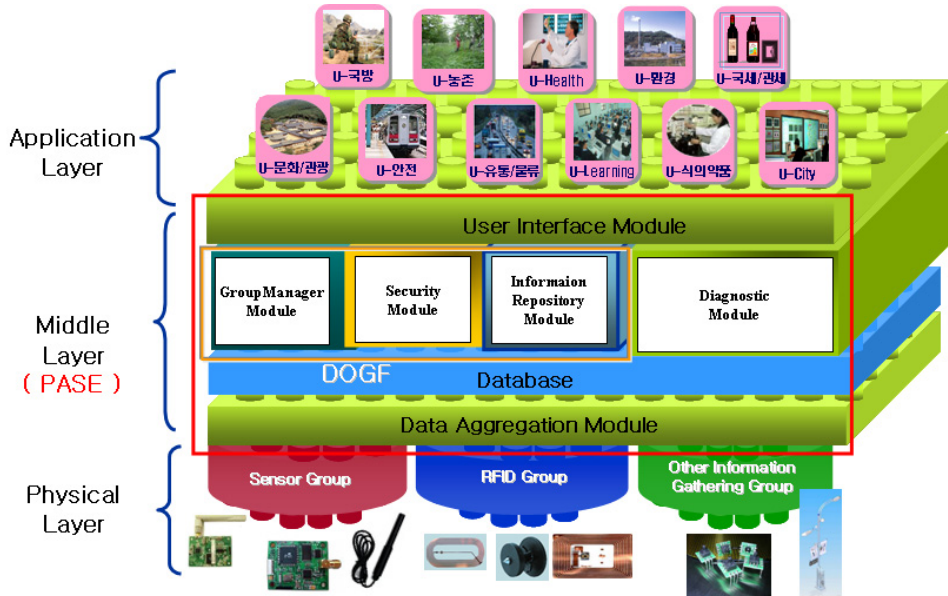 U-국방
U-농촌
U-Health
U-환경
U-국세/관세
Application
Layer
U-문화/관광
U-안전
U-유통/물류
U-Learning
U-식의약품
U-City
User Interface Module
GroupManager
Module
Security
Module
Informaion
Repository
Module
Diagnostic
Module
Middle
Layer
( PASE )
DOGF
Database
Data Aggregation Module
Physical
Layer
Sensor Group
RFID Group
Other Information
Gathering Group